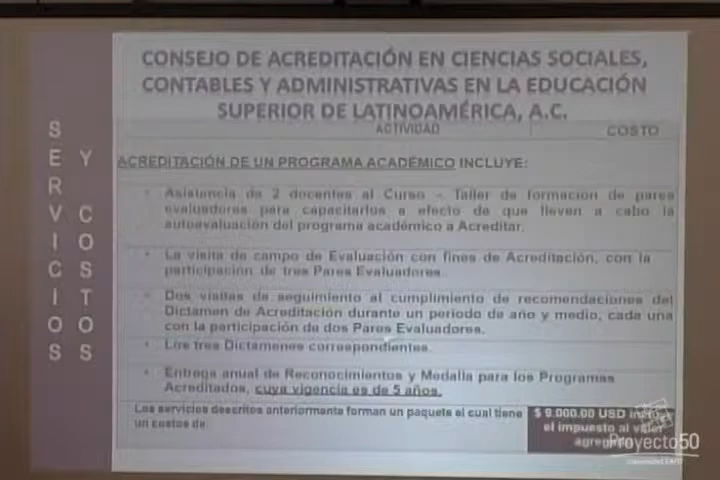 CONSEJO DE ACREDITACIÓN EN CIENCIAS SOCIALES,
CONTABLES Y ADMINISTRATIVAS EN LA EDUCACIÓN
SUPERIOR DE LATINOAMÉRICA, A.C.
SERVICIOS
Y COSTOS
ACTIVIDAD COSTO
ACREDITACIÓN DE UN PROGRAMA ACADÉMICO INCLUYE:
• Asistencia de 2 docentes al Curso – Taller de formación de pares
evaluadores para capacitarlos a efecto de que lleven a cabo la
autoevaluación del programa académico a Acreditar.
• La visita de campo de Evaluación con fines de Acreditación, con la
participación de tres Pares Evaluadores.
• Dos visitas de seguimiento al cumplimiento de recomendaciones del
Dictamen de Acreditación durante un periodo de año y medio, cada una
con la participación de dos Pares Evaluadores.
• Los tres Dictámenes correspondientes.
• Entrega anual de Reconocimientos y Medalla para los Programas
Acreditados, cuya vigencia es de 5 años.
Los servicios descritos anteriormente forman un paquete el cual tiene
un costos de:
$ 9.000.00 USD
el impuesto al valor
Proyecto50